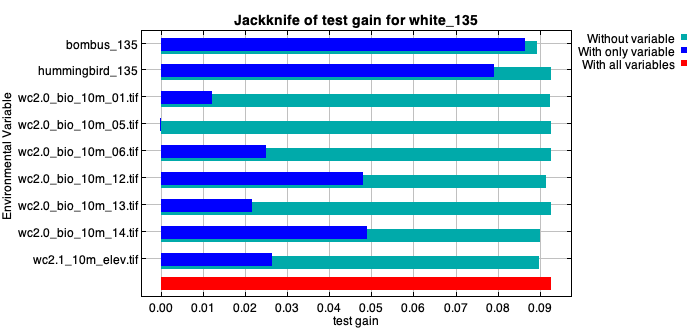 Jackknife of test gain for white_135
Without variable
With only variable
With all variables
Environmental Variable
bombus_135
hummingbird_135
wc2.0_bio_10m_01.tif
wc2.0_bio_10m_05.tif
wc2.0_bio_10m_06.tif
wc2.0_bio_10m_12.tif
wc2.0_bio_10m_13.tif
wc2.0_bio_10m_14.tif
wc2.1_10m_elev.tif
0.00 0.01 0.02 0.03 0.04 0.05 0.06 0.07 0.08 0.09
test gain